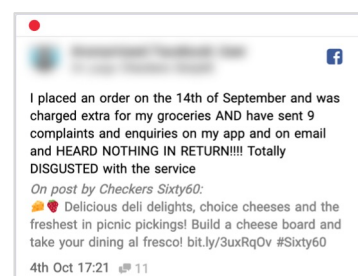 I placed an order on the 14th of September and was
charged extra for my groceries AND have sent 9
complaints and enquiries on my app and on email
and HEARD NOTHING IN RETURN!!!! Totally
DISGUSTED with the service
On post by Checkers Sixty60:
🧀🍓 Delicious deli delights, choice cheeses and the
freshest in picnic pickings! Build a cheese board and
take your dining al fresco! bit.ly/3uxRqOv #Sixty60
4th Oct 17:21 11